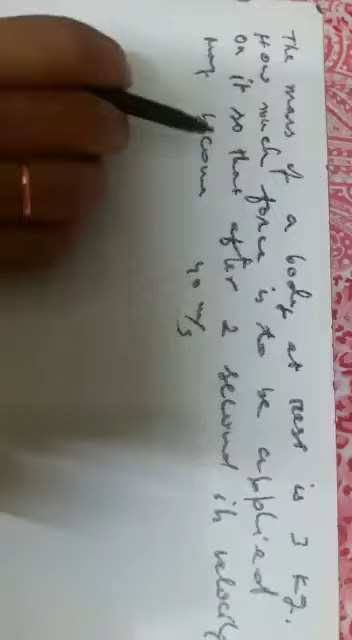 The mass of a body at rest is 3 kg.
How much force is to be applied
on it so that after 2 second its velocity
may become 40 m/s